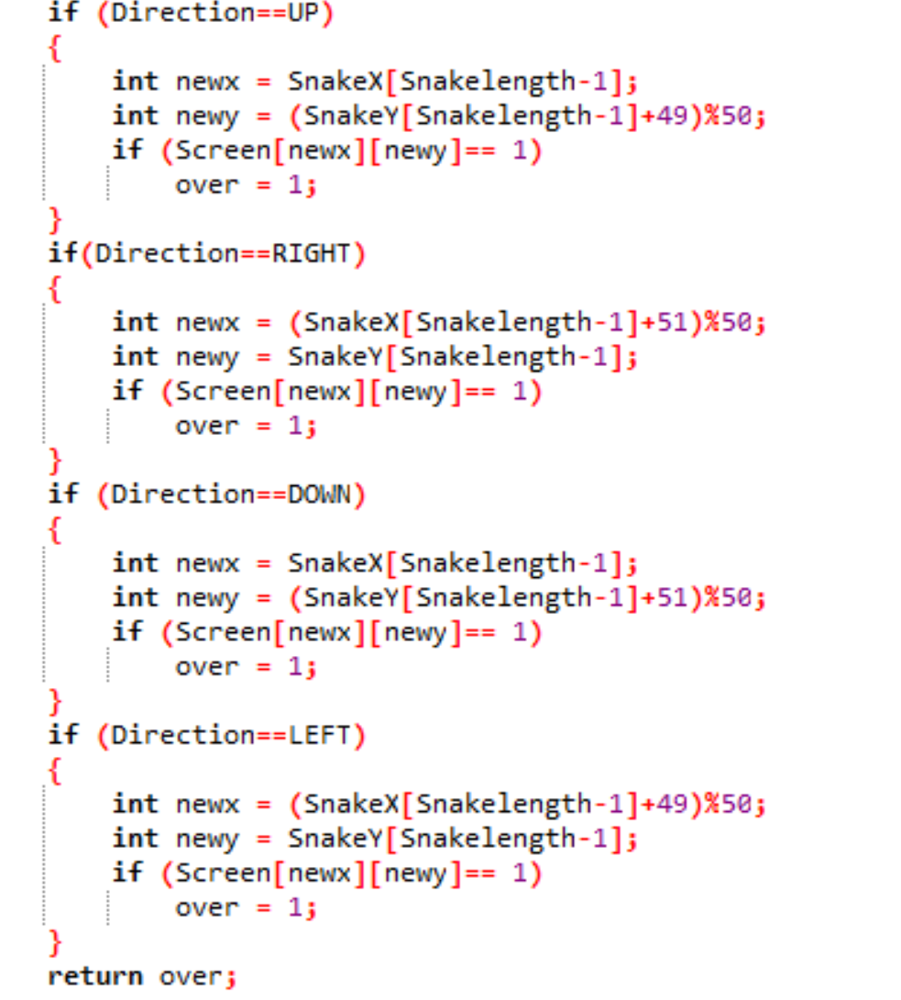 if (Direction==UP)
{
int newx = SnakeX[Snakelength-1];
int newy = (SnakeY[Snakelength-1]+49)%50;
if (Screen[newx][newy]== 1)
over = 1;
}
if(Direction==RIGHT)
{
int newx = (SnakeX[Snakelength-1]+51)%50;
int newy = SnakeY[Snakelength-1];
if (Screen[newx][newy]== 1)
over = 1;
}
if (Direction==DOWN)
{
int newx = SnakeX[Snakelength-1];
int newy = (SnakeY[Snakelength-1]+51)%50;
if (Screen[newx][newy]== 1)
over = 1;
}
if (Direction==LEFT)
{
int newx = (SnakeX[Snakelength-1]+49)%50;
int newy = SnakeY[Snakelength-1];
if (Screen[newx][newy]== 1)
over = 1;
}
return over;